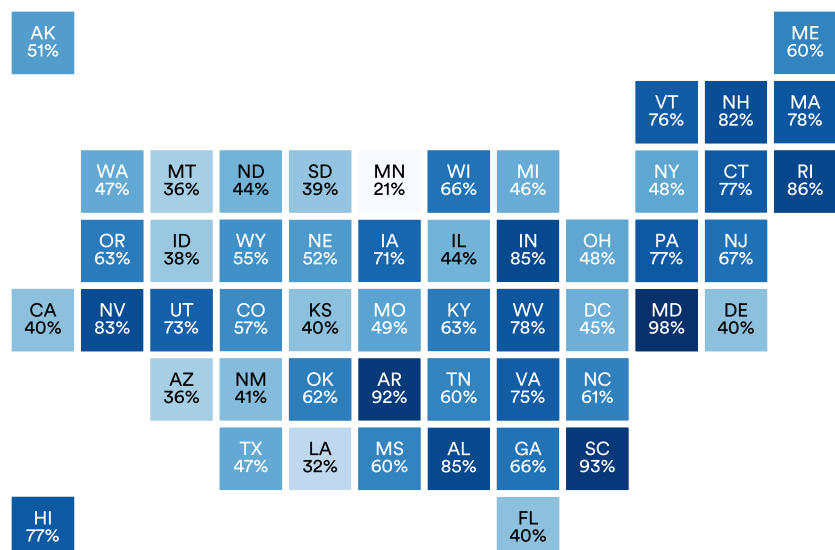 AK
51%
ME
60%
VT
76%
NH
82%
MA
78%
WA
47%
MT
36%
ND
44%
SD
39%
MN
21%
WI
66%
MI
46%
NY
48%
CT
77%
RI
86%
OR
63%
ID
38%
WY
55%
NE
52%
IA
71%
IL
44%
IN
85%
OH
48%
PA
77%
NJ
67%
CA
40%
NV
83%
UT
73%
CO
57%
KS
40%
MO
49%
KY
63%
WV
78%
DC
45%
MD
98%
DE
40%
AZ
36%
NM
41%
OK
62%
AR
92%
TN
60%
VA
75%
NC
61%
TX
47%
LA
32%
MS
60%
AL
85%
GA
66%
SC
93%
HI
77%
FL
40%